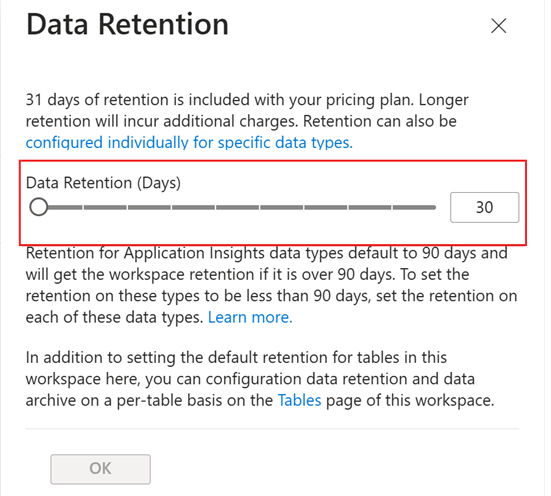 Data Retention
31 days of retention is included with your pricing plan. Longer
retention will incur additional charges. Retention can also be
configured individually for specific data types.
Data Retention (Days)
30
Retention for Application Insights data types default to 90 days and
will get the workspace retention if it is over 90 days. To set the
retention on these types to be less than 90 days, set the retention on
each of these data types. Learn more.
In addition to setting the default retention for tables in this
workspace here, you can configuration data retention and data
archive on a per-table basis on the Tables page of this workspace.
OK